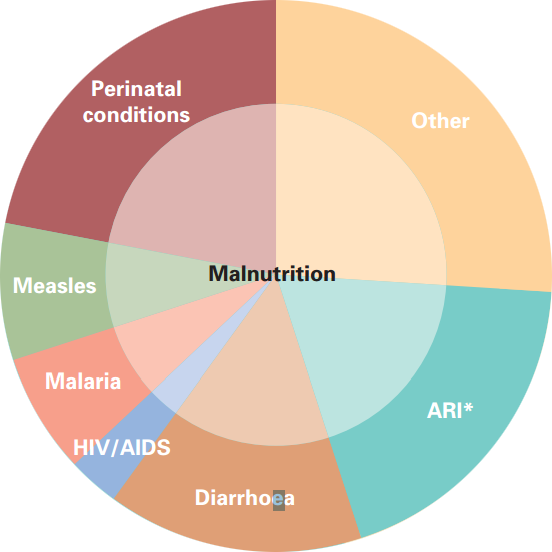 Perinatal
conditions
Other
Malnutrition
Measles
Malaria
ARI*
HIV/AIDS
Diarrhoea